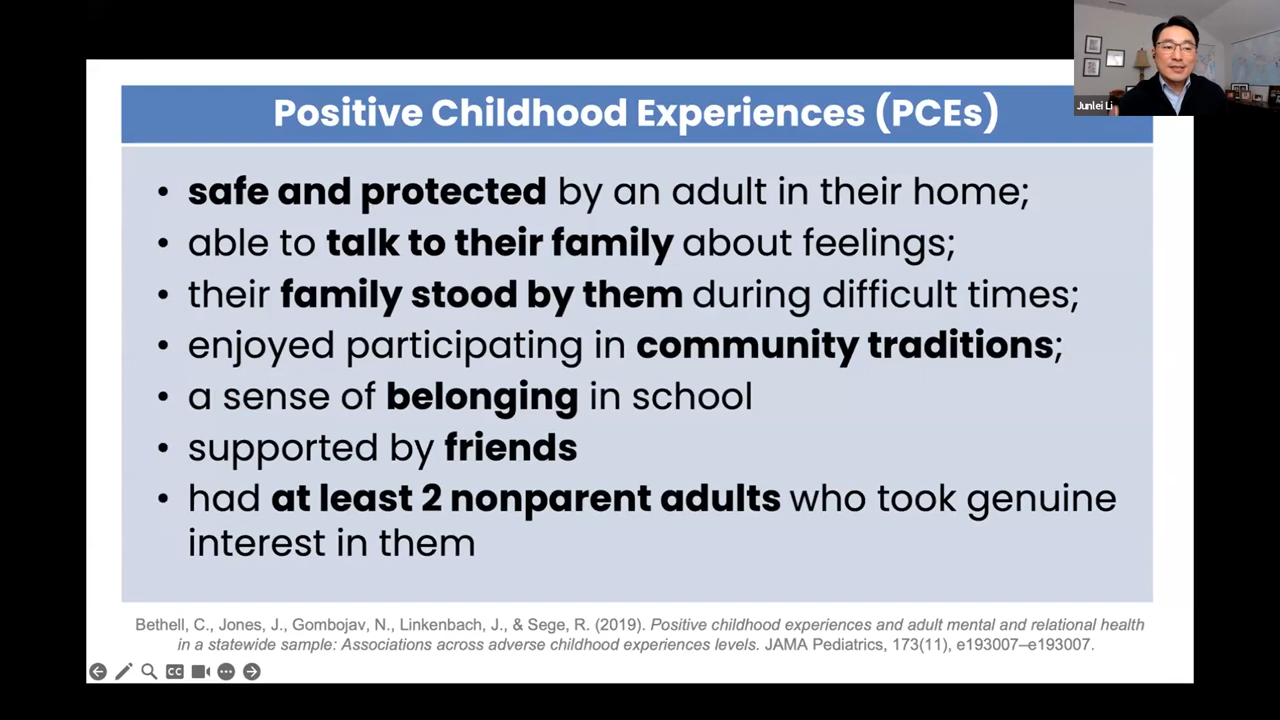 Positive Childhood Experiences (PCEs)
Junlei Li
• safe and protected by an adult in their home;
• able to talk to their family about feelings;
• their family stood by them during difficult times;
• enjoyed participating in community traditions;
• a sense of belonging in school
• supported by friends
• had at least 2 nonparent adults who took genuine
interest in them
Bethell, C., Jones, J., Gombojav, N., Linkenbach, J., & Sege, R. (2019). Positive childhood experiences and adult mental and relational health
in a statewide sample: Associations across adverse childhood experiences levels. JAMA Pediatrics, 173(11), e193007–e193007.
CC